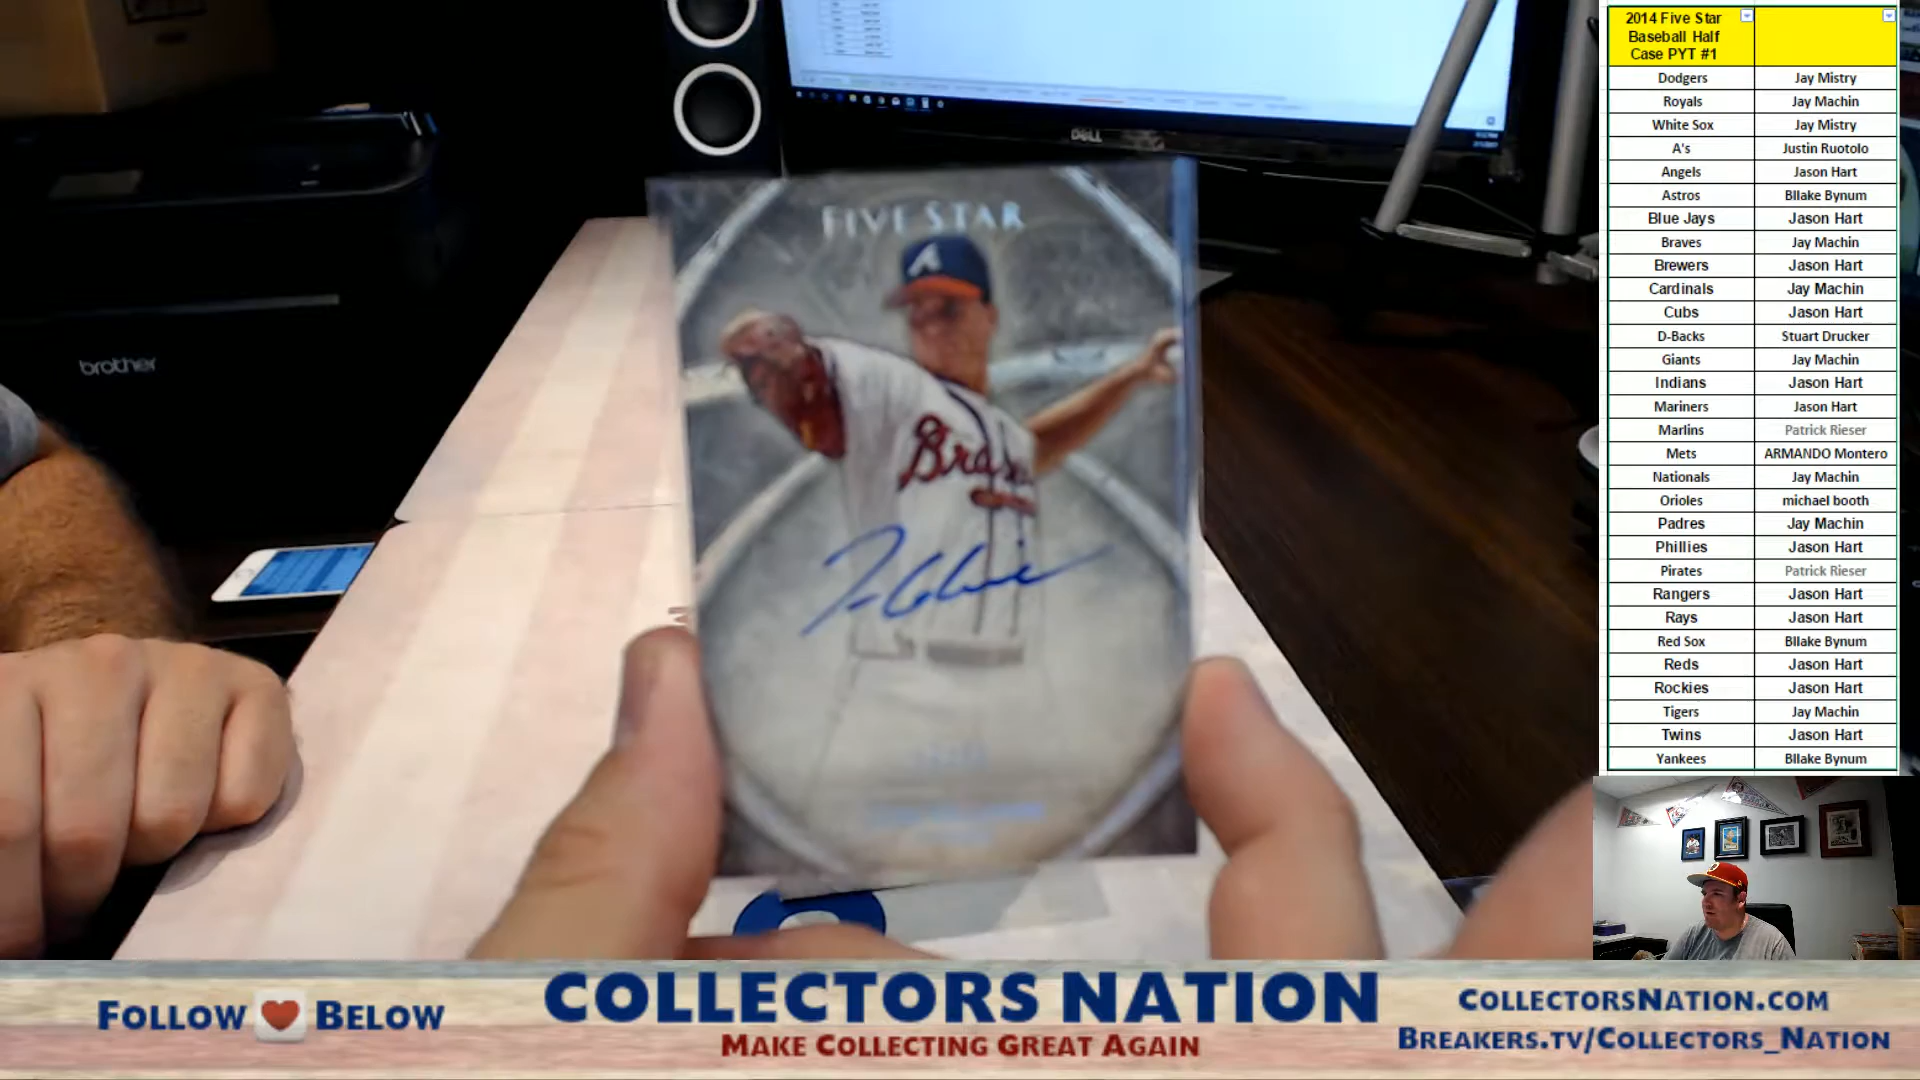 FIVE STAR
A
Braves
brother
DELL
2014 Five Star
Baseball Half
Case PYT #1
Dodgers Jay Mistry
Royals Jay Machin
White Sox Jay Mistry
A's Justin Ruotolo
Angels Jason Hart
Astros Bllake Bynum
Blue Jays Jason Hart
Braves Jay Machin
Brewers Jason Hart
Cardinals Jay Machin
Cubs Jason Hart
D-Backs Stuart Drucker
Giants Jay Machin
Indians Jason Hart
Mariners Jason Hart
Marlins Patrick Rieser
Mets ARMANDO Montero
Nationals Jay Machin
Orioles michael booth
Padres Jay Machin
Phillies Jason Hart
Pirates Patrick Rieser
Rangers Jason Hart
Rays Jason Hart
Red Sox Bllake Bynum
Reds Jason Hart
Rockies Jason Hart
Tigers Jay Machin
Twins Jason Hart
Yankees Bllake Bynum
FOLLOW BELOW
COLLECTORS NATION
MAKE COLLECTING GREAT AGAIN
COLLECTORSNATION.COM
BREAKERS.TV/COLLECTORS_NATION